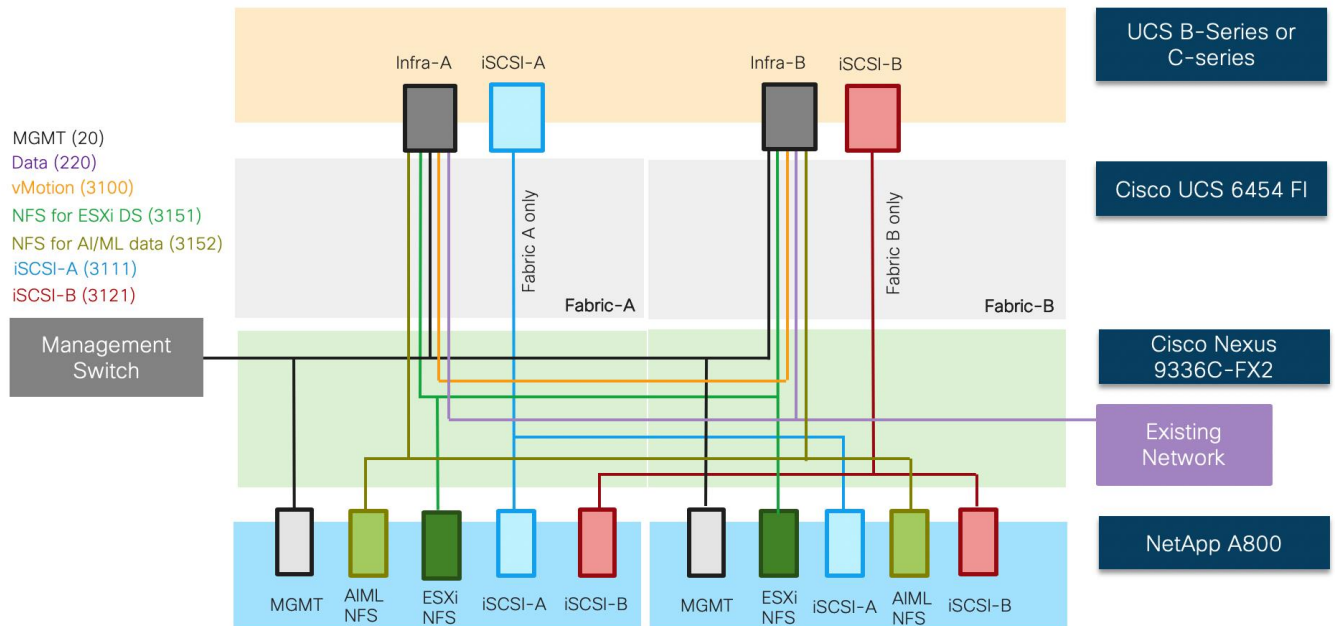 UCS B-Series or
C-series
Infra-A
iSCSI-A
Infra-B
iSCSI-B
MGMT (20)
Data (220)
vMotion (3100)
NFS for ESXi DS (3151)
NFS for AI/ML data (3152)
iSCSI-A (3111)
iSCSI-B (3121)
Fabric A only
Fabric B only
Cisco UCS 6454 FI
Fabric-A
Fabric-B
Management
Switch
Cisco Nexus
9336C-FX2
Existing
Network
NetApp A800
MGMT
AIML
NFS
ESXi
NFS
iSCSI-A
iSCSI-B
MGMT
ESXi
NFS
iSCSI-A
AIML
NFS
iSCSI-B